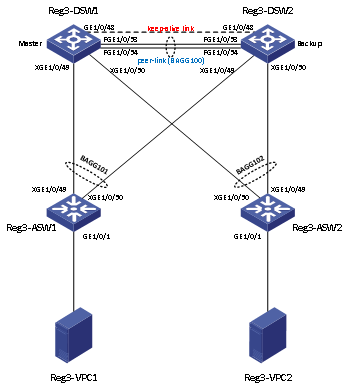 Reg3-DSW1
Reg3-DSW2
GE1/0/48
keepalive link
GE1/0/48
Master
FGE1/0/53
FGE1/0/53
Backup
FGE1/0/54
FGE1/0/54
peer-link (BAGG100)
XGE1/0/49
XGE1/0/50
XGE1/0/49
XGE1/0/50
BAGG101
BAGG102
XGE1/0/49
XGE1/0/50
XGE1/0/50
XGE1/0/49
Reg3-ASW1
Reg3-ASW2
GE1/0/1
GE1/0/1
Reg3-VPC1
Reg3-VPC2